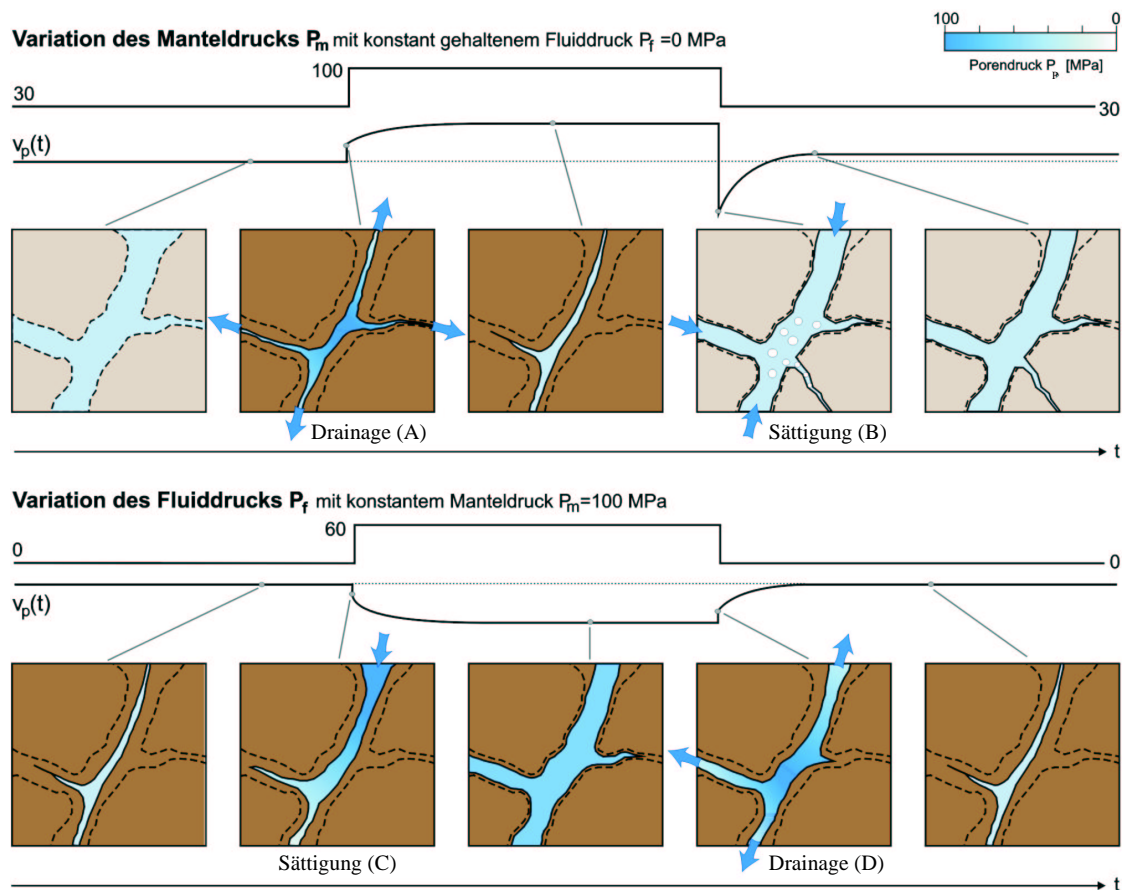 100 0
Porendruck P_p, [MPa]
Variation des Manteldrucks P_m mit konstant gehaltenem Fluiddruck P_f =0 MPa
30 100 30
v_p(t)
Drainage (A) Sättigung (B)
t
Variation des Fluiddrucks P_f mit konstantem Manteldruck P_m=100 MPa
0 60 0
v_p(t)
Sättigung (C) Drainage (D)
t